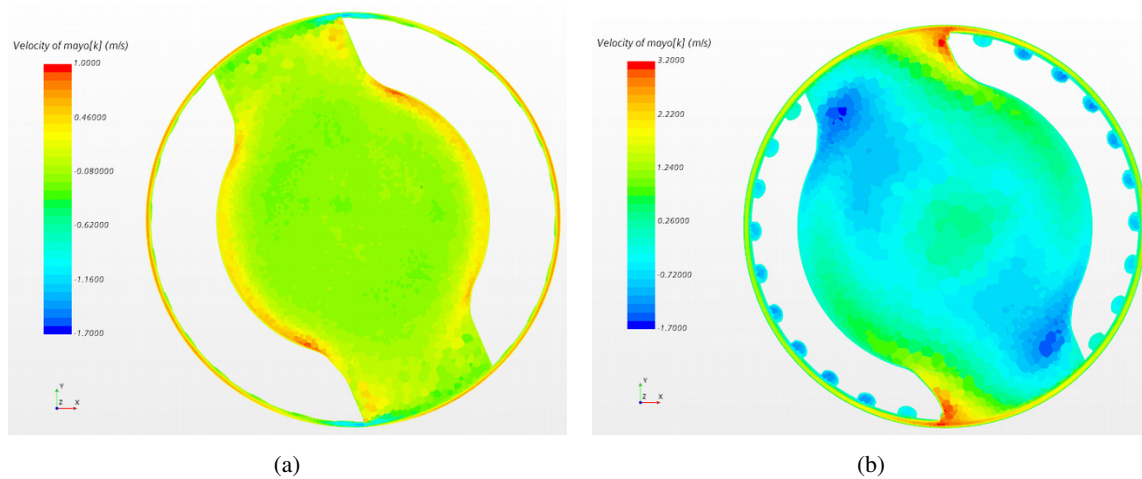 Velocity of mayo[k] (m/s)
1.0000
0.46000
-0.080000
-0.62000
-1.1600
-1.7000
Y
Z X
(a)
Velocity of mayo[k] (m/s)
3.2000
2.2200
1.2400
0.26000
-0.72000
-1.7000
Y
Z X
(b)